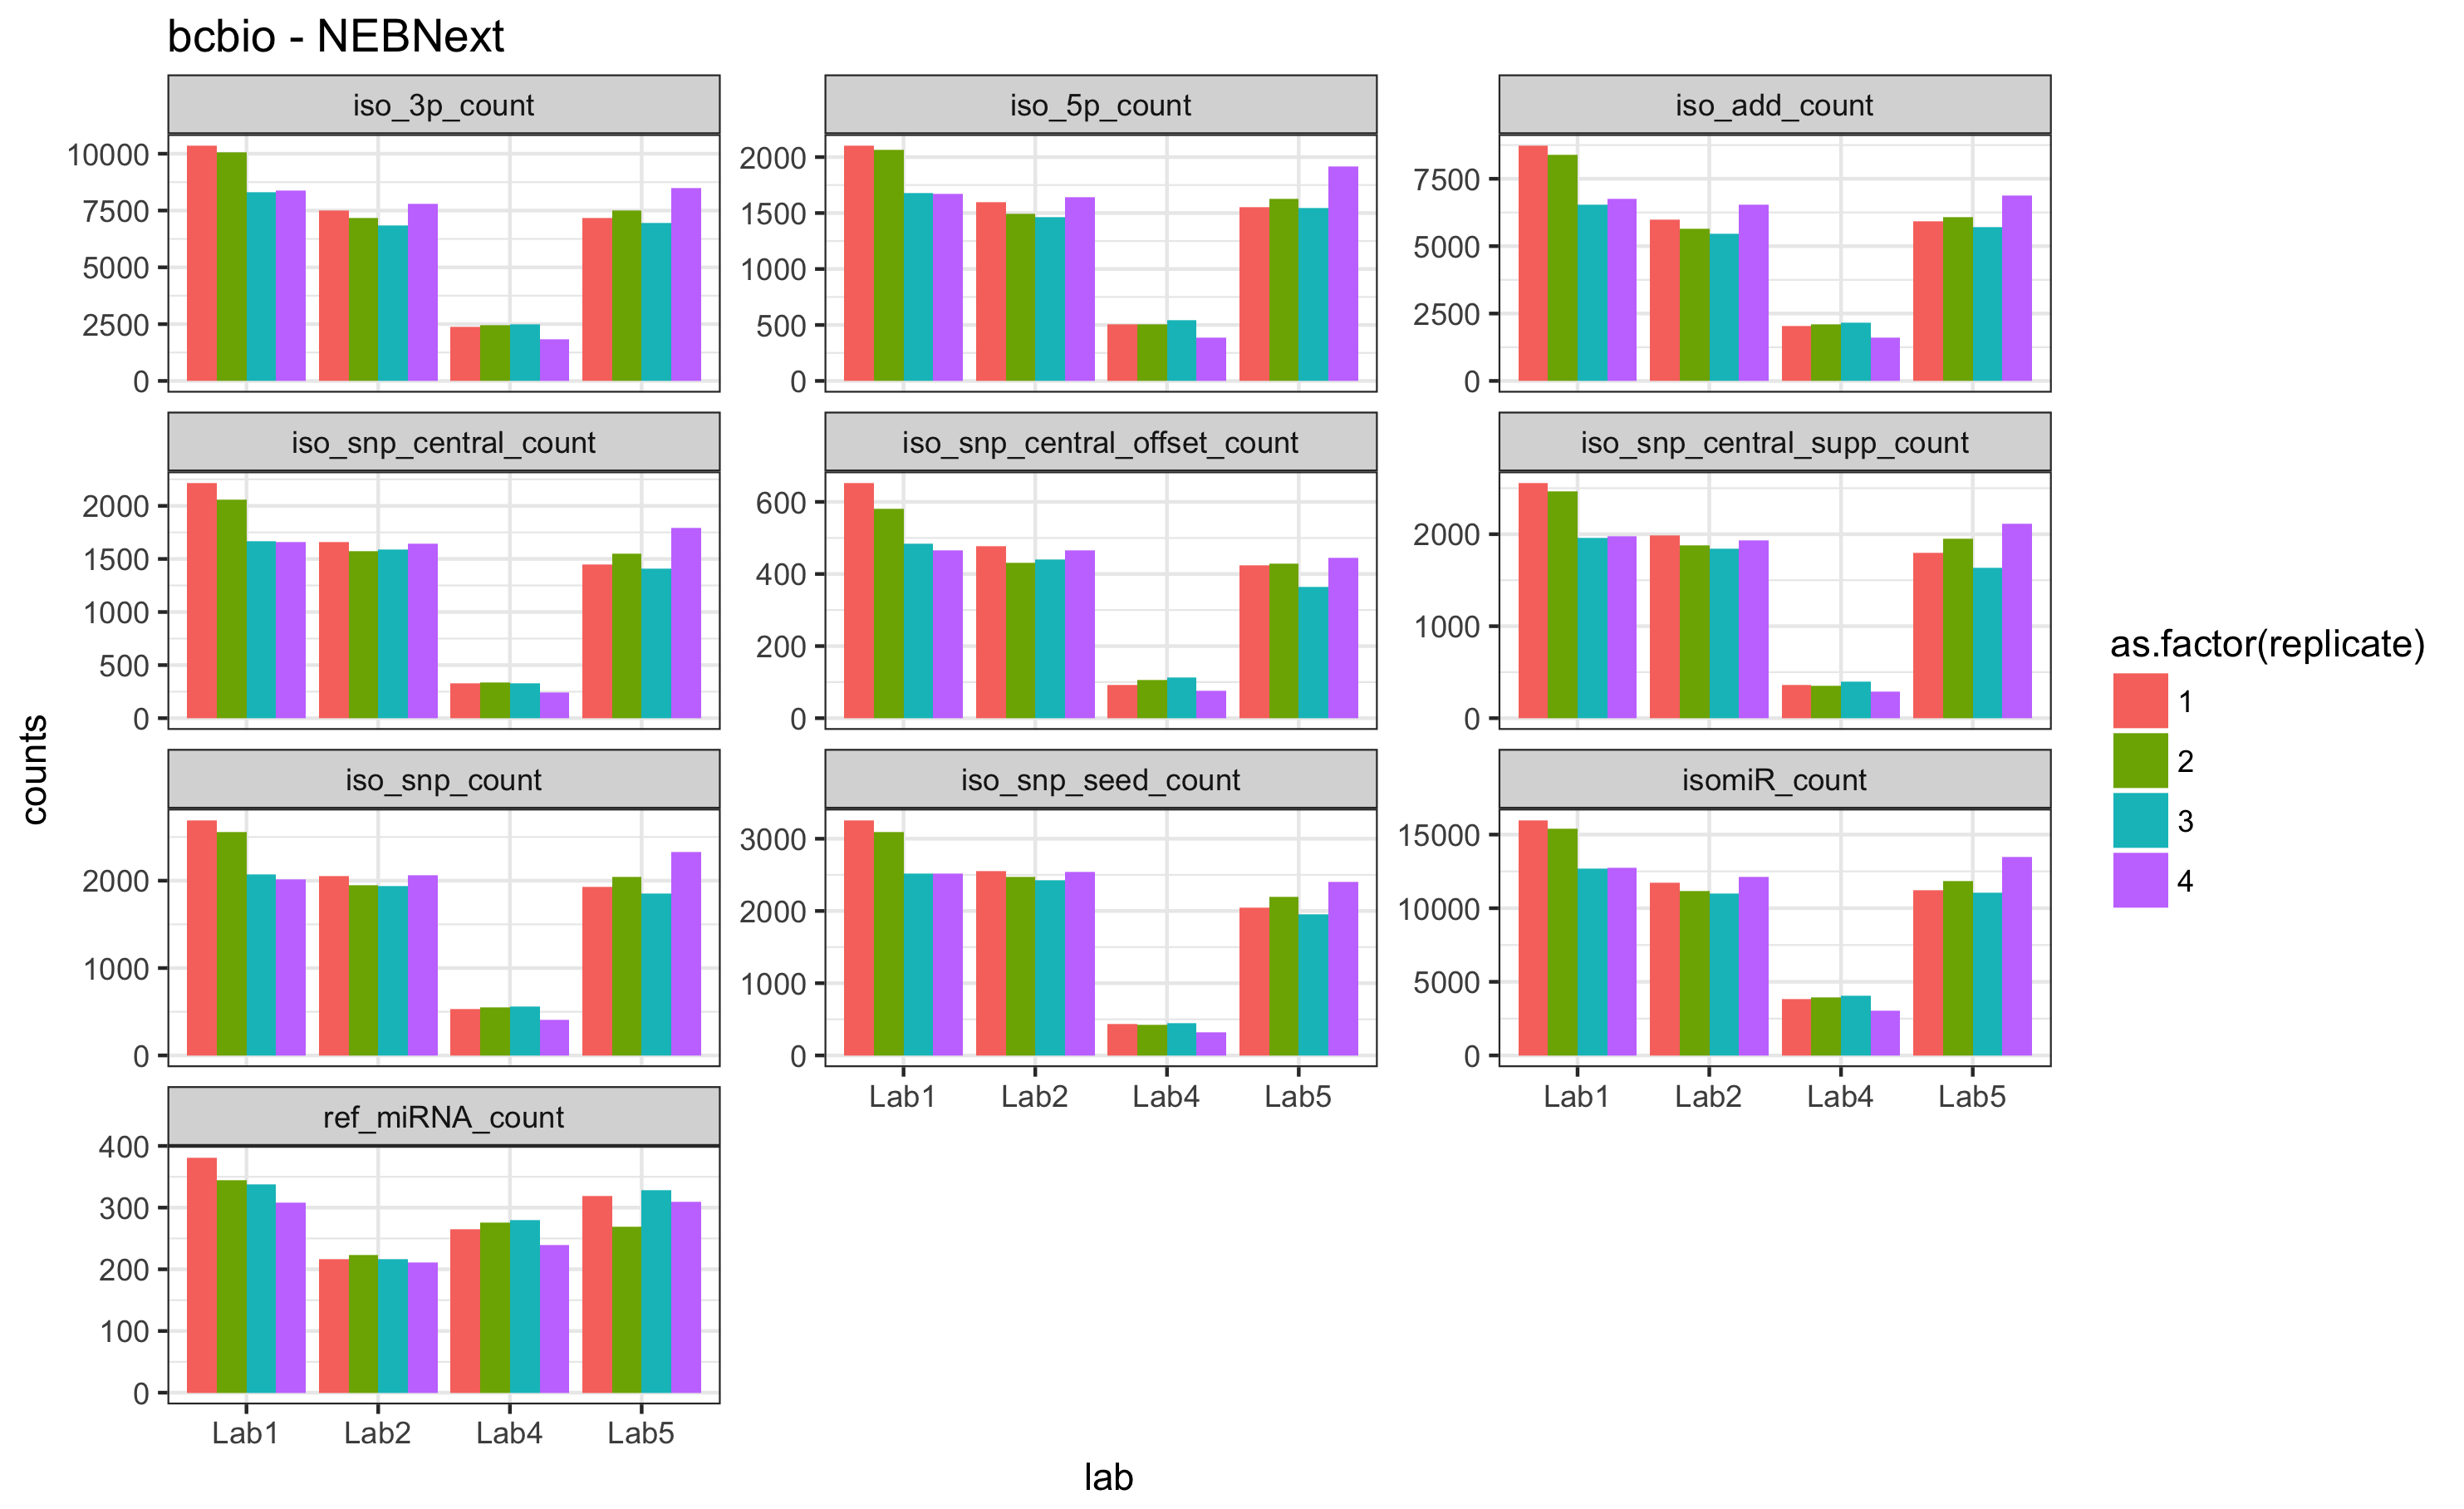 bcbio - NEBNext
iso_3p_count
10000
7500
5000
2500
0
iso_5p_count
2000
1500
1000
500
0
iso_add_count
7500
5000
2500
0
iso_snp_central_count
2000
1500
1000
500
0
iso_snp_central_offset_count
600
400
200
0
iso_snp_central_supp_count
2000
1000
0
iso_snp_count
2000
1000
0
iso_snp_seed_count
3000
2000
1000
0
Lab1 Lab2 Lab4 Lab5
isomiR_count
15000
10000
5000
0
Lab1 Lab2 Lab4 Lab5
ref_miRNA_count
400
300
200
100
0
Lab1 Lab2 Lab4 Lab5
counts
lab
as.factor(replicate)
1
2
3
4